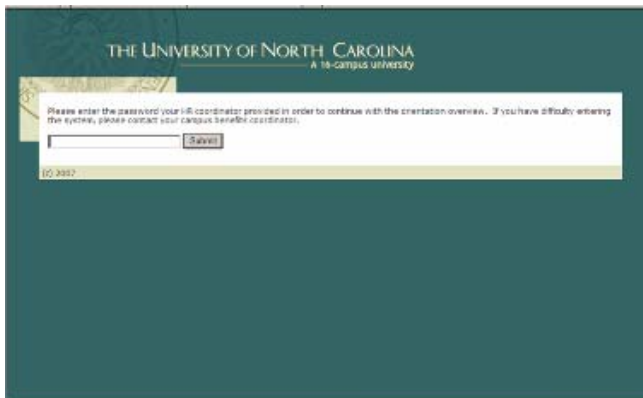 THE UNIVERSITY OF NORTH CAROLINA
A 16-campus university
Please enter the password your HR coordinator provided in order to continue with the orientation overview. If you have difficulty entering
the system, please contact your campus benefits coordinator.
Submit
(c) 2007